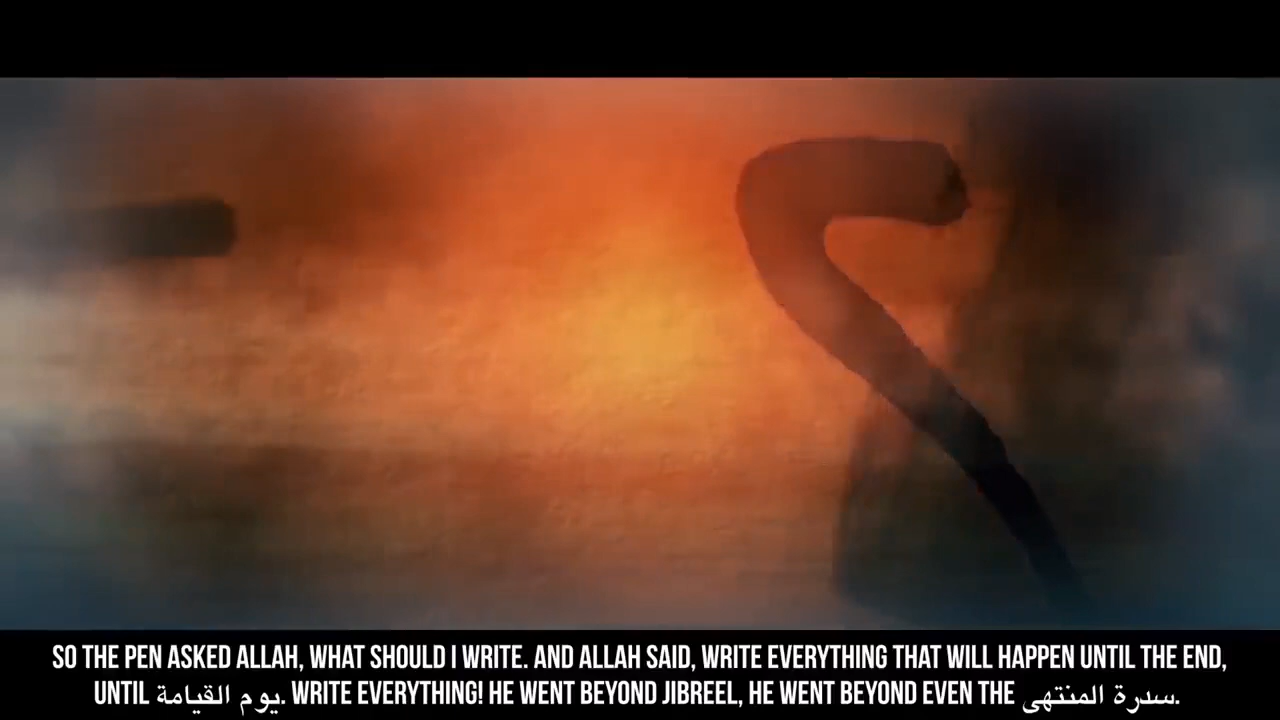 SO THE PEN ASKED ALLAH, WHAT SHOULD I WRITE. AND ALLAH SAID, WRITE EVERYTHING THAT WILL HAPPEN UNTIL THE END,
UNTIL يوم القيامة. WRITE EVERYTHING! HE WENT BEYOND JIBREEL, HE WENT BEYOND EVEN THE سدرة المنتهى.